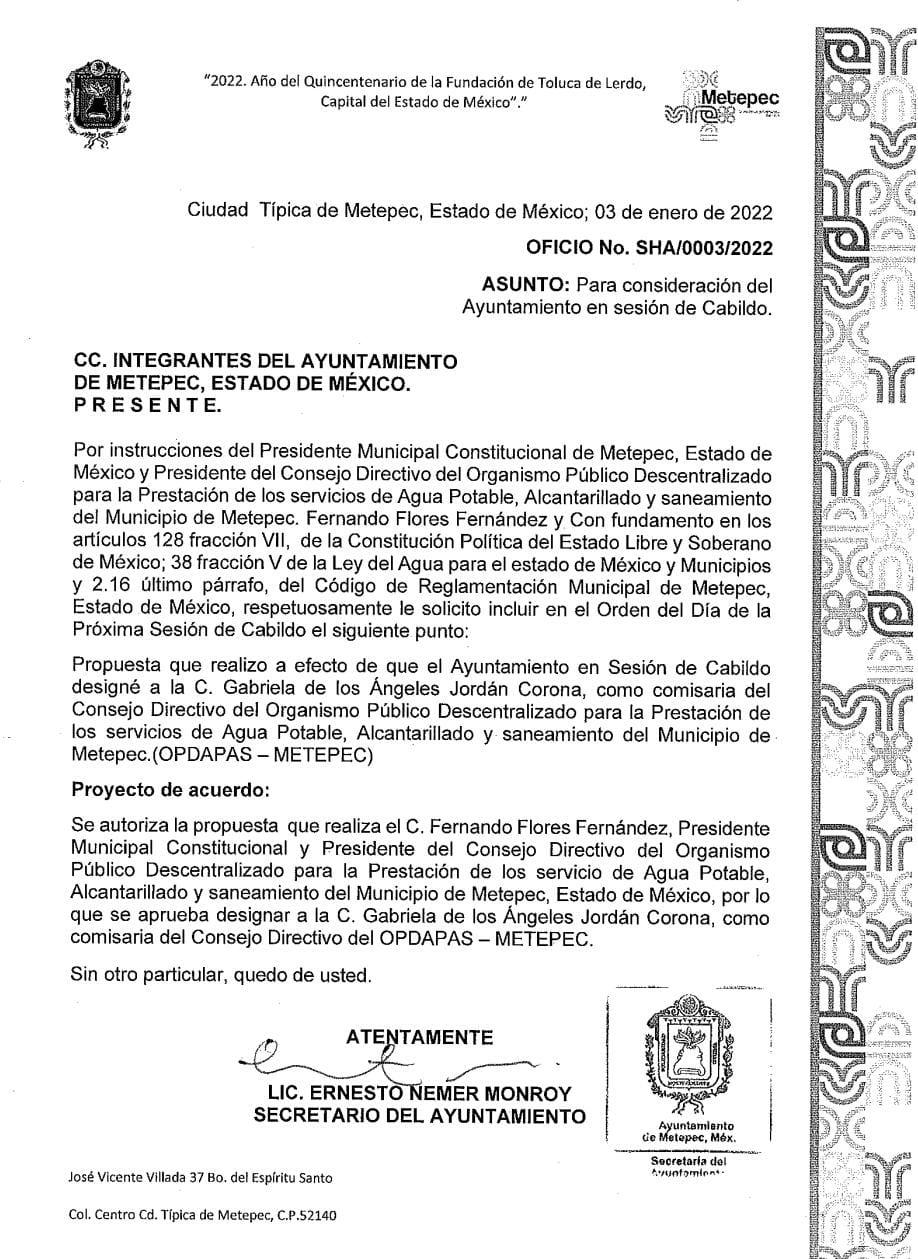 "2022. Año del Quincentenario de la Fundación de Toluca de Lerdo,
Capital del Estado de México"."
Metepec
Ciudad Típica de Metepec, Estado de México; 03 de enero de 2022
OFICIO No. SHA/0003/2022
ASUNTO: Para consideración del
Ayuntamiento en sesión de Cabildo.
CC. INTEGRANTES DEL AYUNTAMIENTO
DE METEPEC, ESTADO DE MÉXICO.
P R E S E N T E.
Por instrucciones del Presidente Municipal Constitucional de Metepec, Estado de
México y Presidente del Consejo Directivo del Organismo Público Descentralizado
para la Prestación de los servicios de Agua Potable, Alcantarillado y saneamiento
del Municipio de Metepec. Fernando Flores Fernández y Con fundamento en los
artículos 128 fracción VII, de la Constitución Política del Estado Libre y Soberano
de México; 38 fracción V de la Ley del Agua para el estado de México y Municipios
y 2.16 último párrafo, del Código de Reglamentación Municipal de Metepec,
Estado de México, respetuosamente le solicito incluir en el Orden del Día de la
Próxima Sesión de Cabildo el siguiente punto:
Propuesta que realizo a efecto de que el Ayuntamiento en Sesión de Cabildo
designé a la C. Gabriela de los Ángeles Jordán Corona, como comisaria del
Consejo Directivo del Organismo Público Descentralizado para la Prestación de
los servicios de Agua Potable, Alcantarillado y saneamiento del Municipio de
Metepec.(OPDAPAS – METEPEC)
Proyecto de acuerdo:
Se autoriza la propuesta que realiza el C. Fernando Flores Fernández, Presidente
Municipal Constitucional y Presidente del Consejo Directivo del Organismo
Público Descentralizado para la Prestación de los servicio de Agua Potable,
Alcantarillado y saneamiento del Municipio de Metepec, Estado de México, por lo
que se aprueba designar a la C. Gabriela de los Ángeles Jordán Corona, como
comisaria del Consejo Directivo del OPDAPAS – METEPEC.
Sin otro particular, quedo de usted.
ATENTAMENTE
LIC. ERNESTO NEMER MONROY
SECRETARIO DEL AYUNTAMIENTO
Ayuntamiento
de Metepec, Méx.
Secretaría del
José Vicente Villada 37 Bo. del Espíritu Santo
Col. Centro Cd. Típica de Metepec, C.P.52140